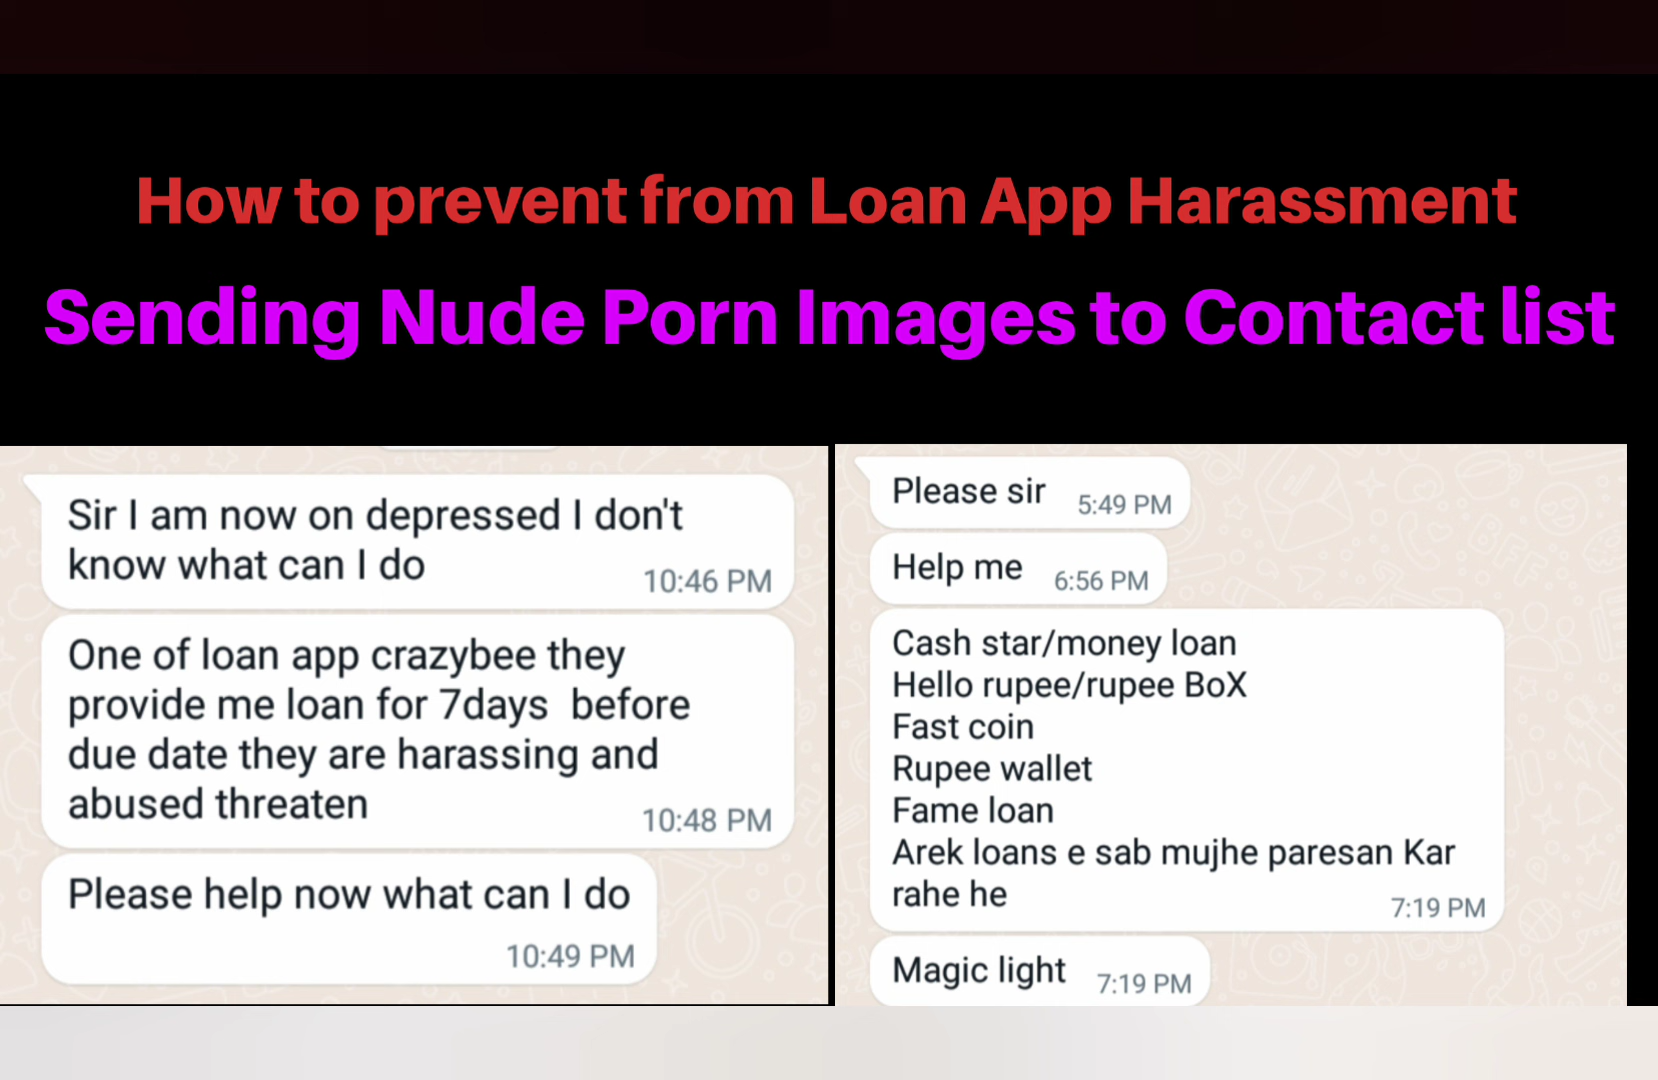 How to prevent from Loan App Harassment
Sending Nude Porn Images to Contact list
Sir I am now on depressed I don't
know what can I do
10:46 PM
One of loan app crazybee they
provide me loan for 7days  before
due date they are harassing and
abused threaten
10:48 PM
Please help now what can I do
10:49 PM
Please sir 5:49 PM
Help me 6:56 PM
Cash star/money loan
Hello rupee/rupee BoX
Fast coin
Rupee wallet
Fame loan
Arek loans e sab mujhe paresan Kar
rahe he
7:19 PM
Magic light 7:19 PM